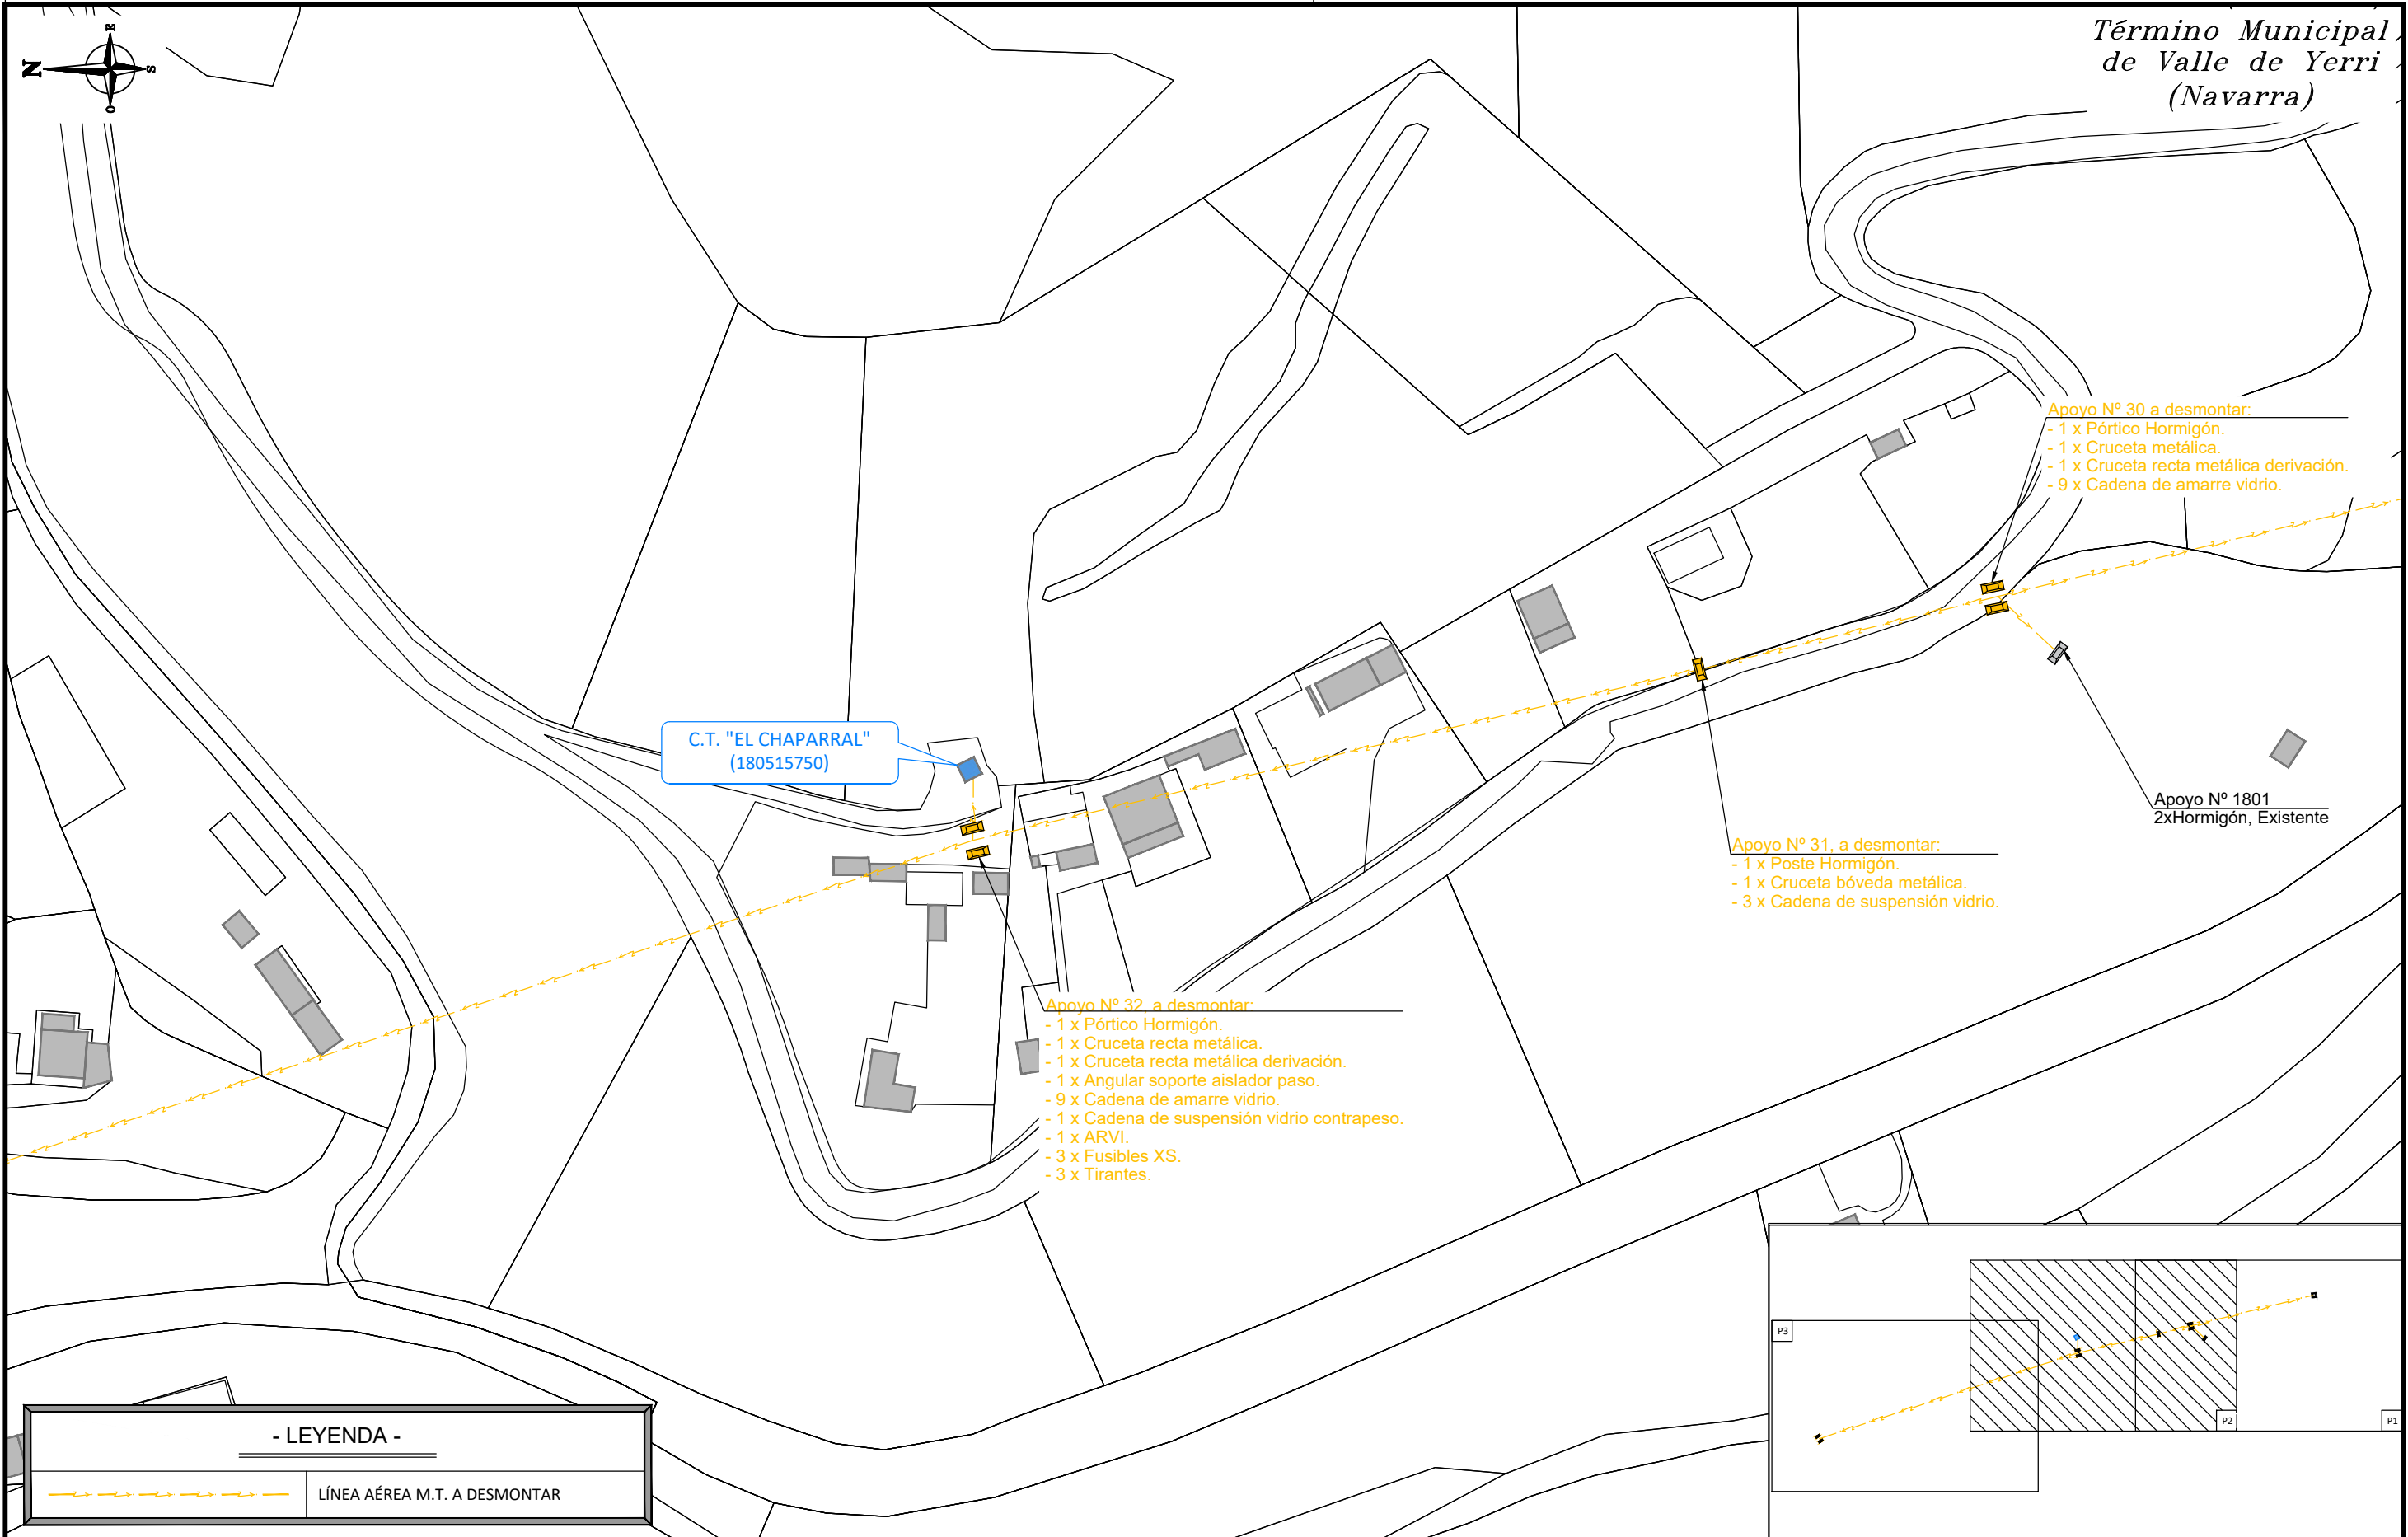 E
N
S
O
Término Municipal
de Valle de Yerri
(Navarra)
Apoyo Nº 30 a desmontar:
- 1 x Pórtico Hormigón.
- 1 x Cruceta metálica.
- 1 x Cruceta recta metálica derivación.
- 9 x Cadena de amarre vidrio.
C.T. "EL CHAPARRAL"
(180515750)
Apoyo Nº 1801
2xHormigón, Existente
Apoyo Nº 31, a desmontar:
- 1 x Poste Hormigón.
- 1 x Cruceta bóveda metálica.
- 3 x Cadena de suspensión vidrio.
Apoyo Nº 32, a desmontar:
- 1 x Pórtico Hormigón.
- 1 x Cruceta recta metálica.
- 1 x Cruceta recta metálica derivación.
- 1 x Angular soporte aislador paso.
- 9 x Cadena de amarre vidrio.
- 1 x Cadena de suspensión vidrio contrapeso.
- 1 x ARVI.
- 3 x Fusibles XS.
- 3 x Tirantes.
P3
P2
P1
- LEYENDA -
LÍNEA AÉREA M.T. A DESMONTAR